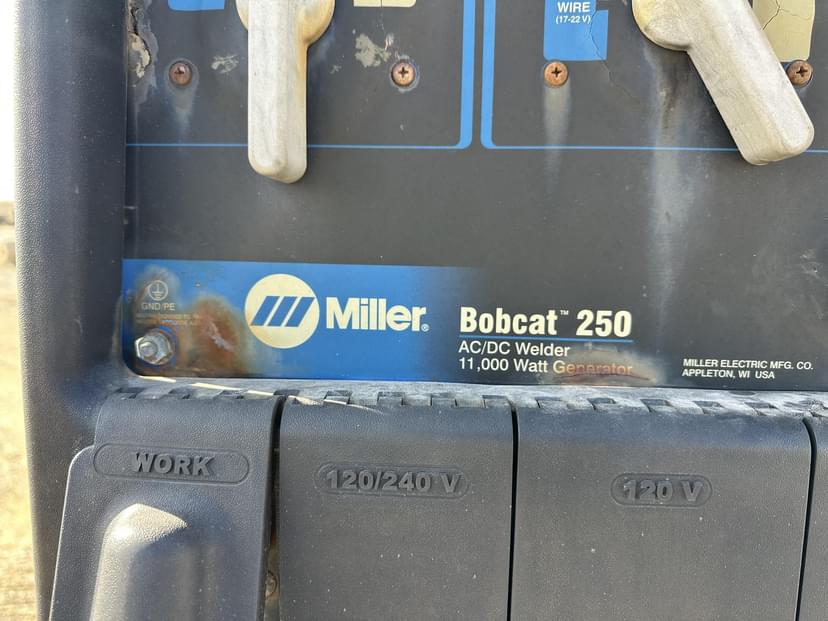 WIRE
(17-22 V)
GND/PE
Miller®
Bobcat™ 250
AC/DC Welder
11,000 Watt Generator
MILLER ELECTRIC MFG. CO.
APPLETON, WI USA
WORK
120/240 V
120 V